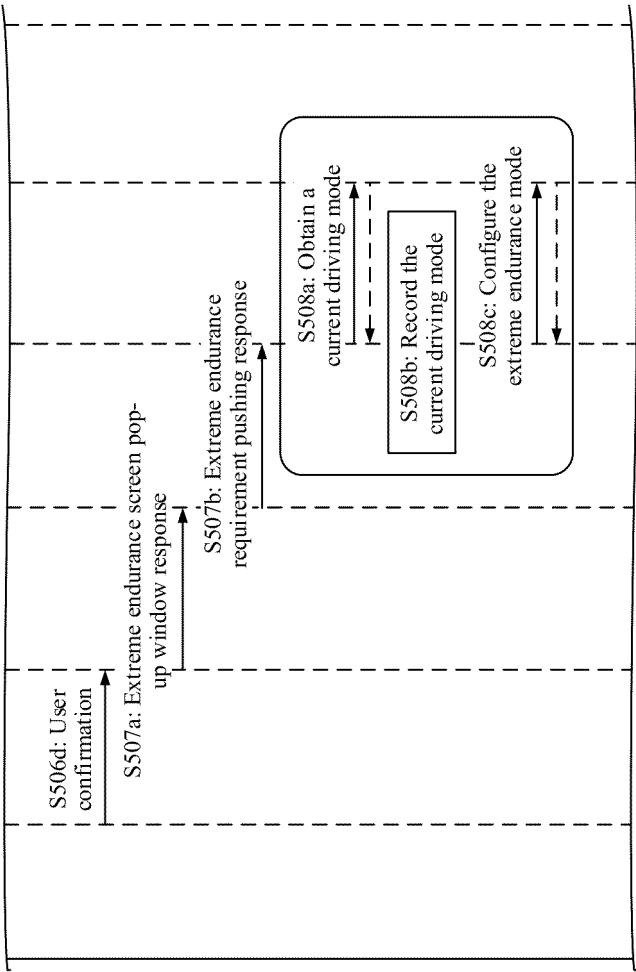 S506d: User
confirmation
S507a: Extreme endurance screen pop-
up window response
S507b: Extreme endurance
requirement pushing response
S508a: Obtain a
current driving mode
S508b: Record the
current driving mode
S508c: Configure the
extreme endurance mode